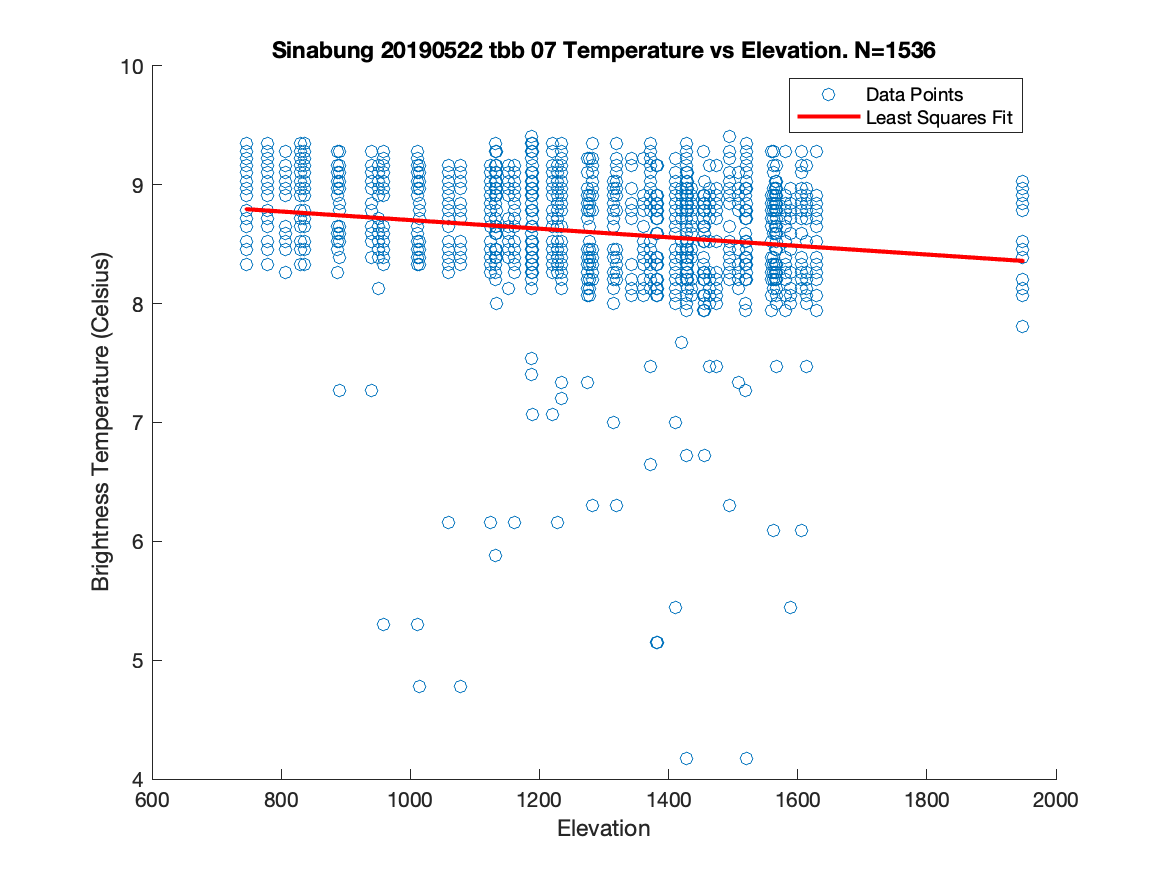 Sinabung 20190522 tbb 07 Temperature vs Elevation. N=1536
Data Points
Least Squares Fit
10
9
8
7
6
5
4
Brightness Temperature (Celsius)
600 800 1000 1200 1400 1600 1800 2000
Elevation